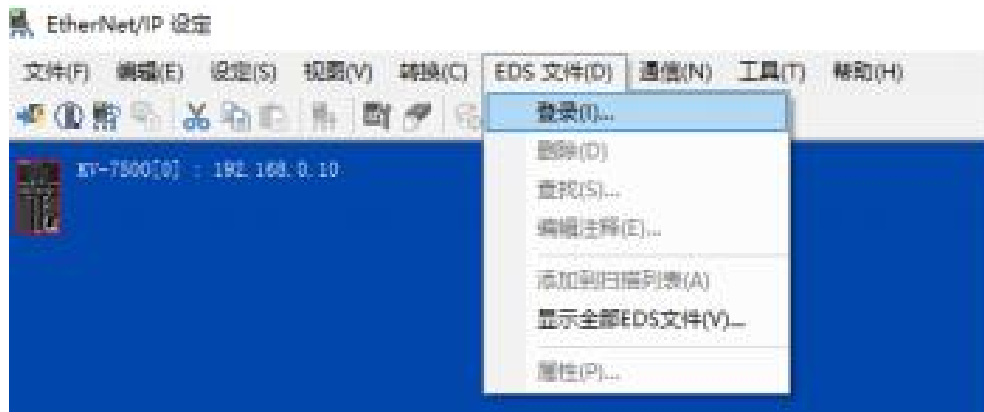 EtherNet/IP 设定
文件(F) 编辑(E) 设定(S) 视图(V) 转换(C) EDS 文件(D) 通信(N) 工具(T) 帮助(H)
登录(I)...
KV-7500[0] : 192.168.0.10
删除(D)
查找(S)...
编辑注释(E)...
添加到扫描列表(A)
显示全部EDS文件(V)...
属性(P)...